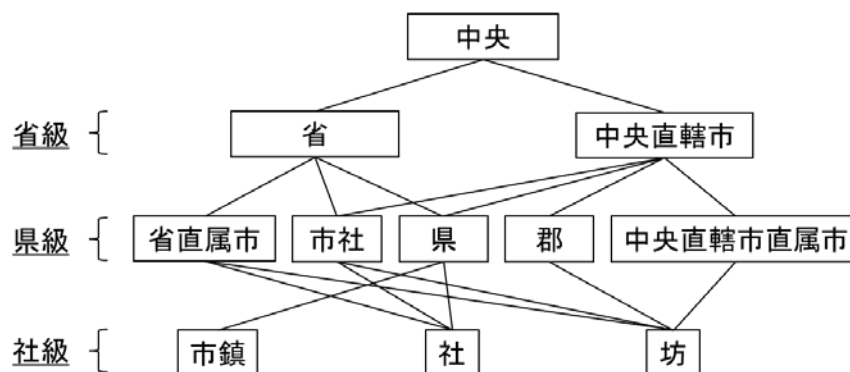 中央
省級
省
中央直轄市
県級
省直属市
市社
県
郡
中央直轄市直属市
社級
市鎮
社
坊